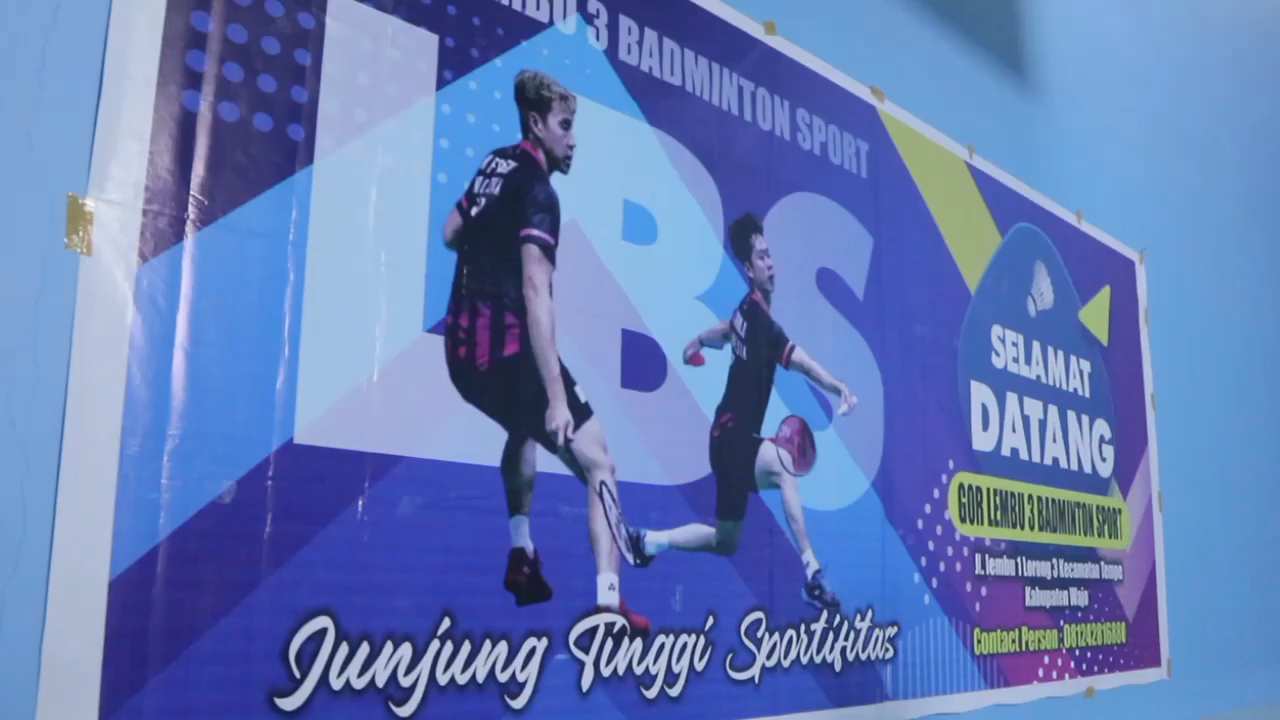 3 BADMINTON SPORT
LBS
SELAMAT
DATANG
GOR LEMBU 3 BADMINTON SPORT
Jl. lembu 1 Lorong 3 Kecamatan Tempe
Kabupaten Wajo
Contact Person :
Junjung Tinggi Sportifitas